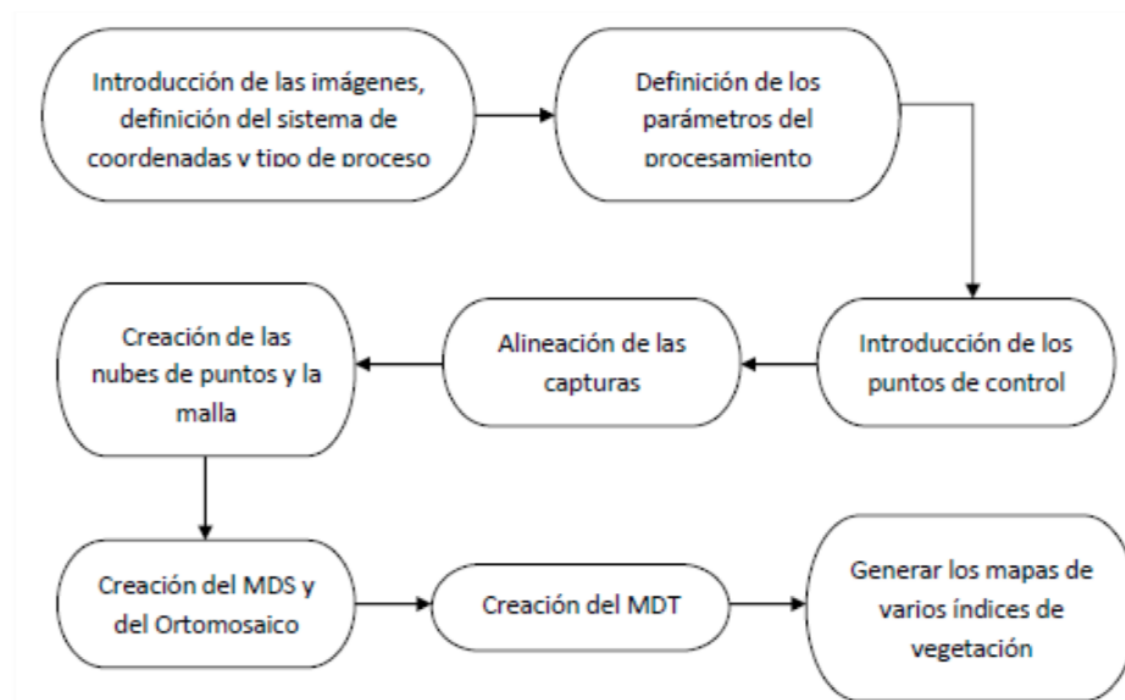 Introducción de las imágenes,
definición del sistema de
coordenadas y tipo de proceso
Definición de los
parámetros del
procesamiento
Introducción de los
puntos de control
Alineación de las
capturas
Creación de las
nubes de puntos y la
malla
Creación del MDS y
del Ortomosaico
Creación del MDT
Generar los mapas de
varios índices de
vegetación